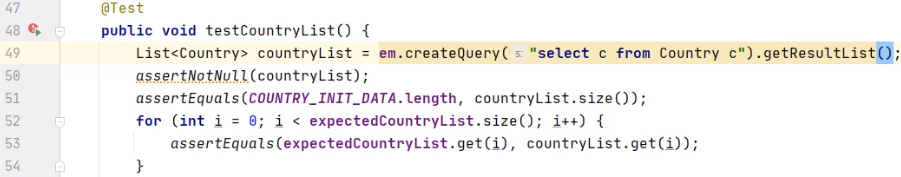 47 @Test
48 public void testCountryList() {
49 List<Country> countryList = em.createQuery( s: "select c from Country c").getResultList();
50 assertNotNull(countryList);
51 assertEquals(COUNTRY_INIT_DATA.length, countryList.size());
52 for (int i = 0; i < expectedCountryList.size(); i++) {
53 assertEquals(expectedCountryList.get(i), countryList.get(i));
54 }